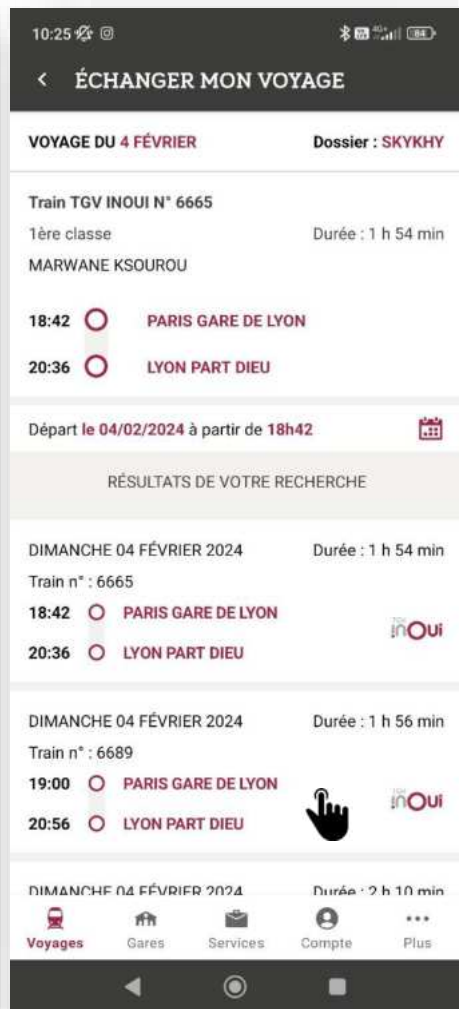 10:25
4G+
84
< ÉCHANGER MON VOYAGE
VOYAGE DU 4 FÉVRIER Dossier : SKYKHY
Train TGV INOUI N° 6665
1ère classe Durée : 1 h 54 min
MARWANE KSOUROU
18:42 PARIS GARE DE LYON
20:36 LYON PART DIEU
Départ le 04/02/2024 à partir de 18h42
RÉSULTATS DE VOTRE RECHERCHE
DIMANCHE 04 FÉVRIER 2024 Durée : 1 h 54 min
Train n° : 6665
18:42 PARIS GARE DE LYON
TGV inOui
20:36 LYON PART DIEU
DIMANCHE 04 FÉVRIER 2024 Durée : 1 h 56 min
Train n° : 6689
19:00 PARIS GARE DE LYON
TGV inOui
20:56 LYON PART DIEU
DIMANCHE 04 FÉVRIER 2024 Durée : 2 h 10 min
Voyages Gares Services Compte Plus